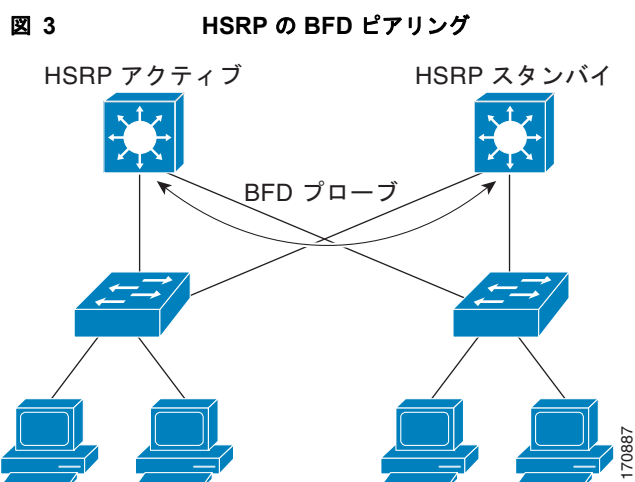 図 3 HSRP の BFD ピアリング
HSRP アクティブ
HSRP スタンバイ
BFD プローブ
170887